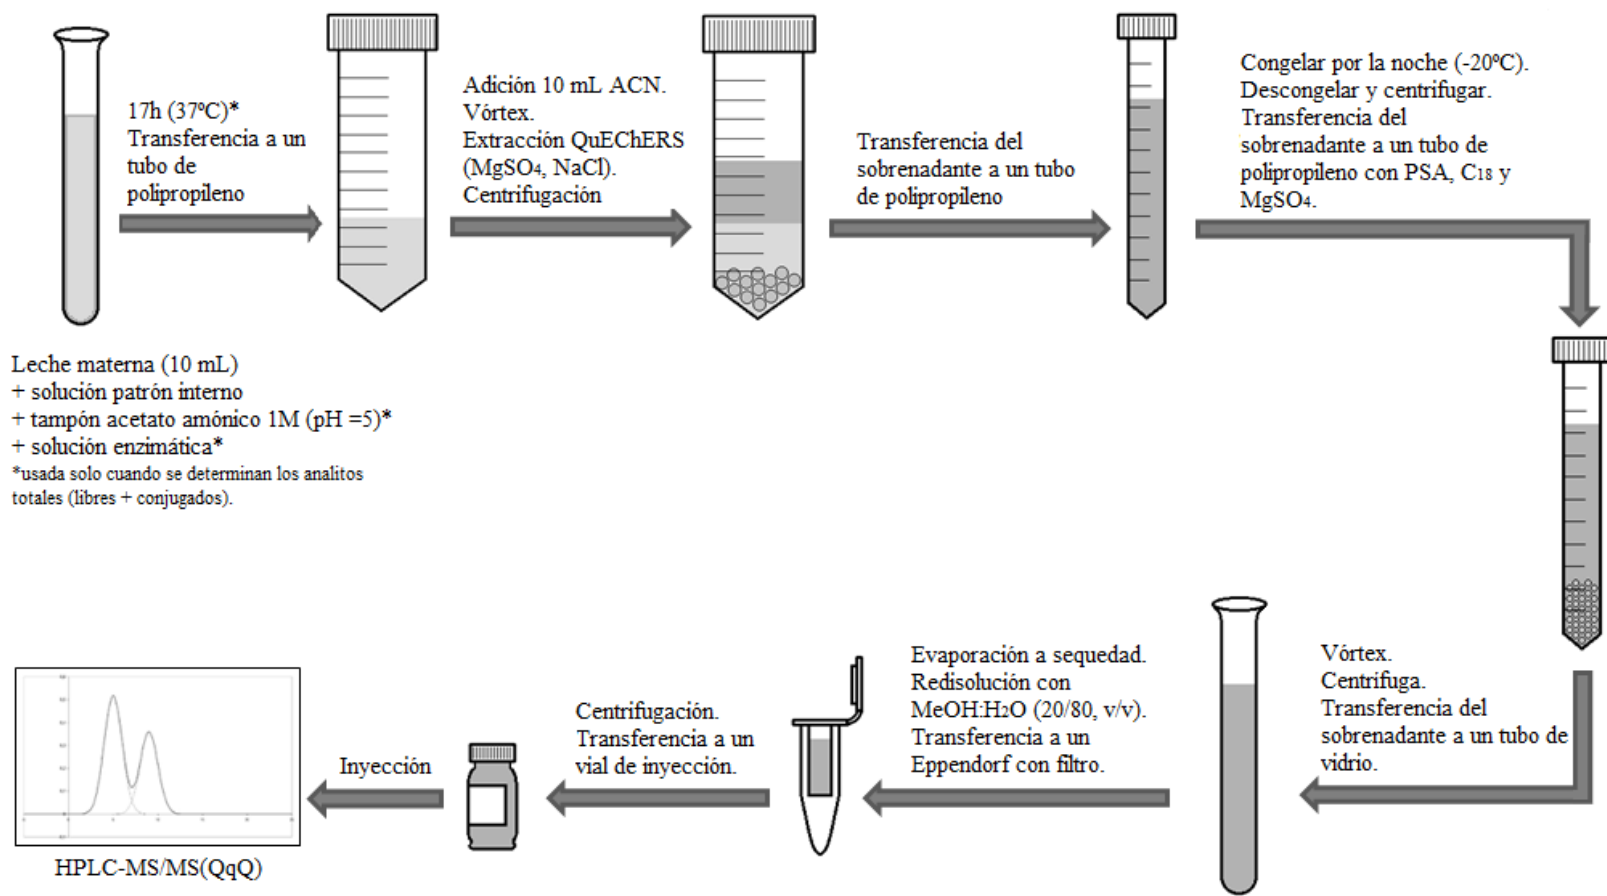 17h (37ºC)*
Transferencia a un
tubo de
polipropileno
Adición 10 mL ACN.
Vórtex.
Extracción QuEChERS
(MgSO4, NaCl).
Centrifugación
Transferencia del
sobrenadante a un tubo
de polipropileno
Congelar por la noche (-20ºC).
Descongelar y centrifugar.
Transferencia del
sobrenadante a un tubo de
polipropileno con PSA, C18 y
MgSO4.
Leche materna (10 mL)
+ solución patrón interno
+ tampón acetato amónico 1M (pH =5)*
+ solución enzimática*
*usada solo cuando se determinan los analitos
totales (libres + conjugados).
Vórtex.
Centrifuga.
Transferencia del
sobrenadante a un tubo de
vidrio.
Evaporación a sequedad.
Redisolución con
MeOH:H2O (20/80, v/v).
Transferencia a un
Eppendorf con filtro.
Centrifugación.
Transferencia a un
vial de inyección.
Inyección
HPLC-MS/MS(QqQ)